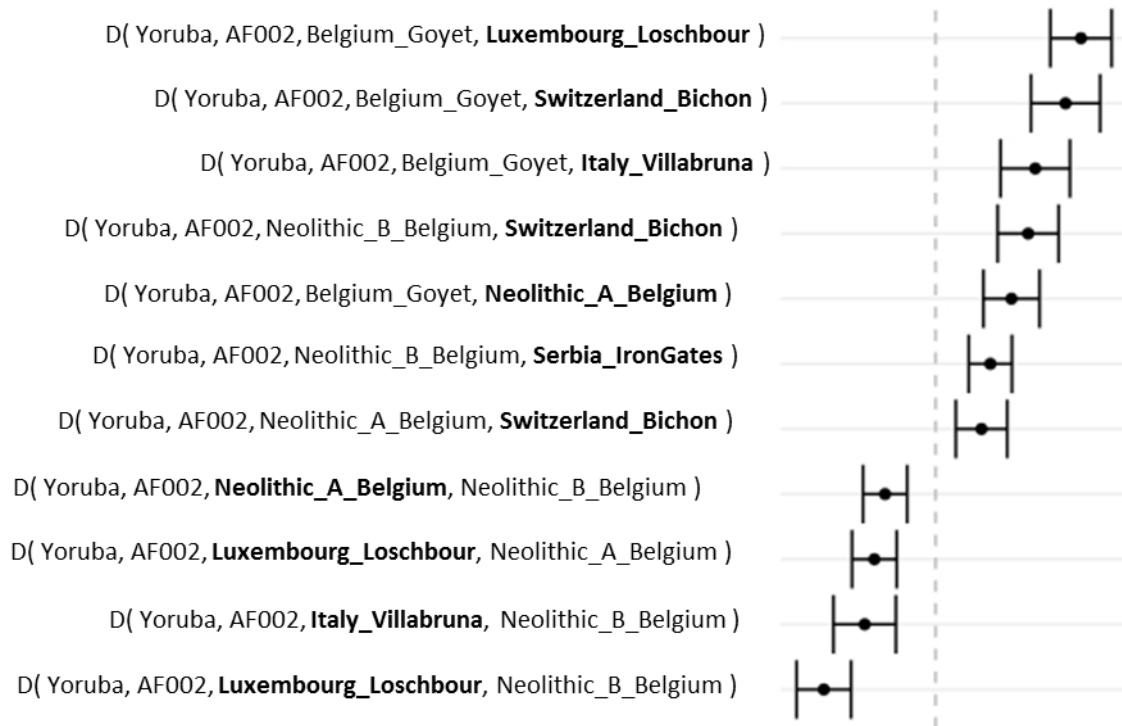 D( Yoruba, AF002, Belgium_Goyet, Luxembourg_Loschbour )
D( Yoruba, AF002, Belgium_Goyet, Switzerland_Bichon )
D( Yoruba, AF002, Belgium_Goyet, Italy_Villabruna )
D( Yoruba, AF002, Neolithic_B_Belgium, Switzerland_Bichon )
D( Yoruba, AF002, Belgium_Goyet, Neolithic_A_Belgium )
D( Yoruba, AF002, Neolithic_B_Belgium, Serbia_IronGates )
D( Yoruba, AF002, Neolithic_A_Belgium, Switzerland_Bichon )
D( Yoruba, AF002, Neolithic_A_Belgium, Neolithic_B_Belgium )
D( Yoruba, AF002, Luxembourg_Loschbour, Neolithic_A_Belgium )
D( Yoruba, AF002, Italy_Villabruna, Neolithic_B_Belgium )
D( Yoruba, AF002, Luxembourg_Loschbour, Neolithic_B_Belgium )